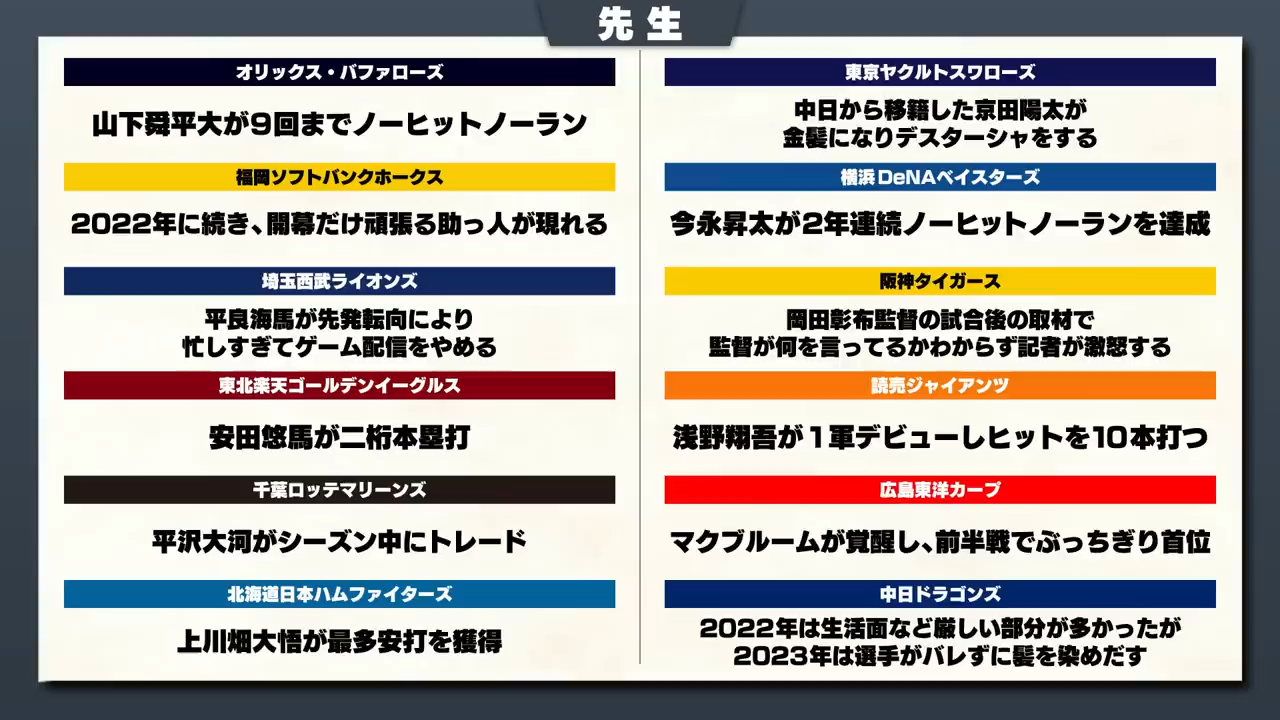 先生
オリックス・バファローズ
山下舜平大が9回までノーヒットノーラン
福岡ソフトバンクホークス
2022年に続き、開幕だけ頑張る助っ人が現れる
埼玉西武ライオンズ
平良海馬が先発転向により
忙しすぎてゲーム配信をやめる
東北楽天ゴールデンイーグルス
安田悠馬が二桁本塁打
千葉ロッテマリーンズ
平沢大河がシーズン中にトレード
北海道日本ハムファイターズ
上川畑大悟が最多安打を獲得
東京ヤクルトスワローズ
中日から移籍した京田陽太が
金髪になりデスターシャをする
横浜DeNAベイスターズ
今永昇太が2年連続ノーヒットノーランを達成
阪神タイガース
岡田彰布監督の試合後の取材で
監督が何を言ってるかわからず記者が激怒する
読売ジャイアンツ
浅野翔吾が1軍デビューしヒットを10本打つ
広島東洋カープ
マクブルームが覚醒し、前半戦でぶっちぎり首位
中日ドラゴンズ
2022年は生活面など厳しい部分が多かったが
2023年は選手がバレずに髪を染めだす